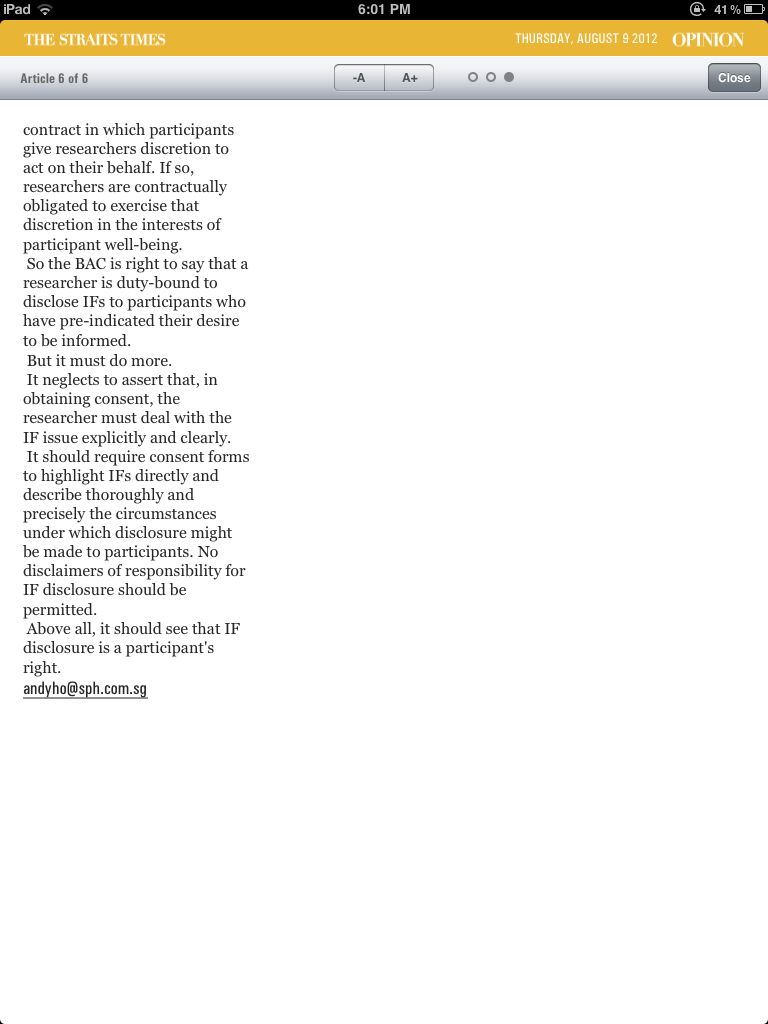 iPad
6:01 PM
41 %
THE STRAITS TIMES
THURSDAY, AUGUST 9 2012
OPINION
Article 6 of 6
-A
A+
Close
contract in which participants
give researchers discretion to
act on their behalf. If so,
researchers are contractually
obligated to exercise that
discretion in the interests of
participant well-being.
So the BAC is right to say that a
researcher is duty-bound to
disclose IFs to participants who
have pre-indicated their desire
to be informed.
But it must do more.
It neglects to assert that, in
obtaining consent, the
researcher must deal with the
IF issue explicitly and clearly.
It should require consent forms
to highlight IFs directly and
describe thoroughly and
precisely the circumstances
under which disclosure might
be made to participants. No
disclaimers of responsibility for
IF disclosure should be
permitted.
Above all, it should see that IF
disclosure is a participant's
right.
andyho@sph.com.sg